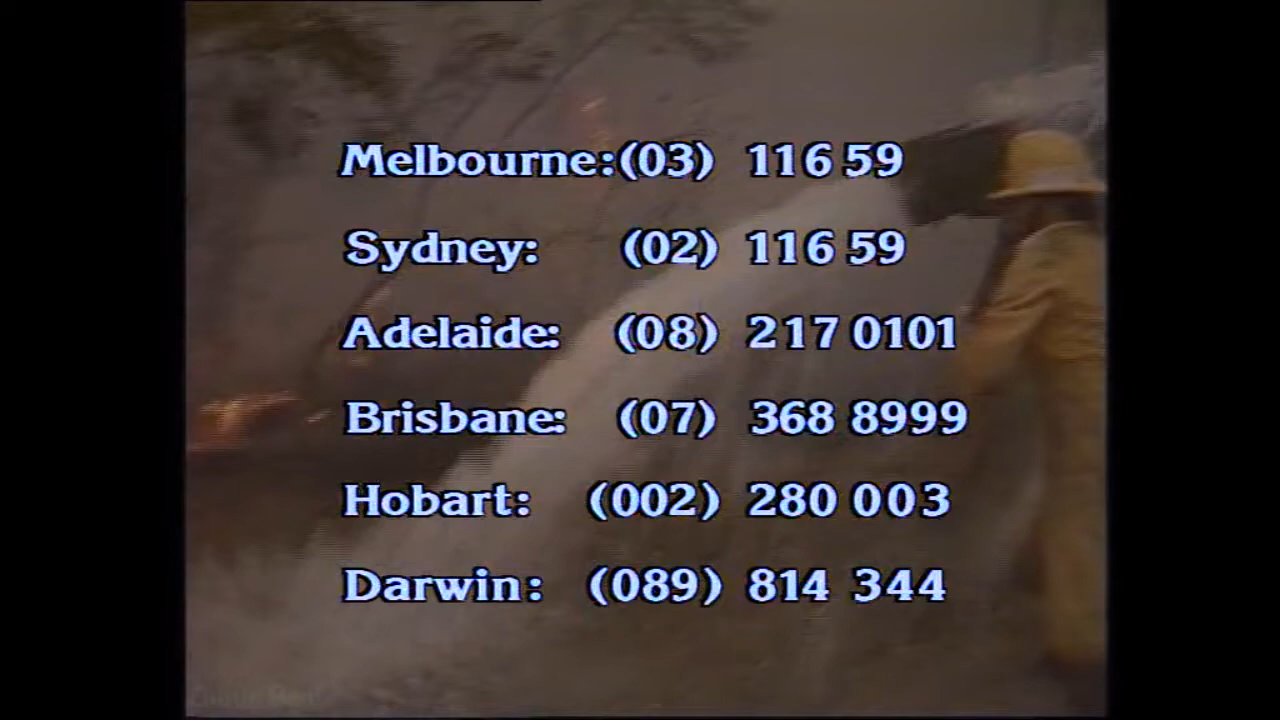 Melbourne: (03) 116 59
Sydney: (02) 116 59
Adelaide: (08) 217 0101
Brisbane: (07) 368 8999
Hobart: (002) 280 003
Darwin: (089) 814 344